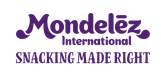 Mondelēz
International
SNACKING MADE RIGHT